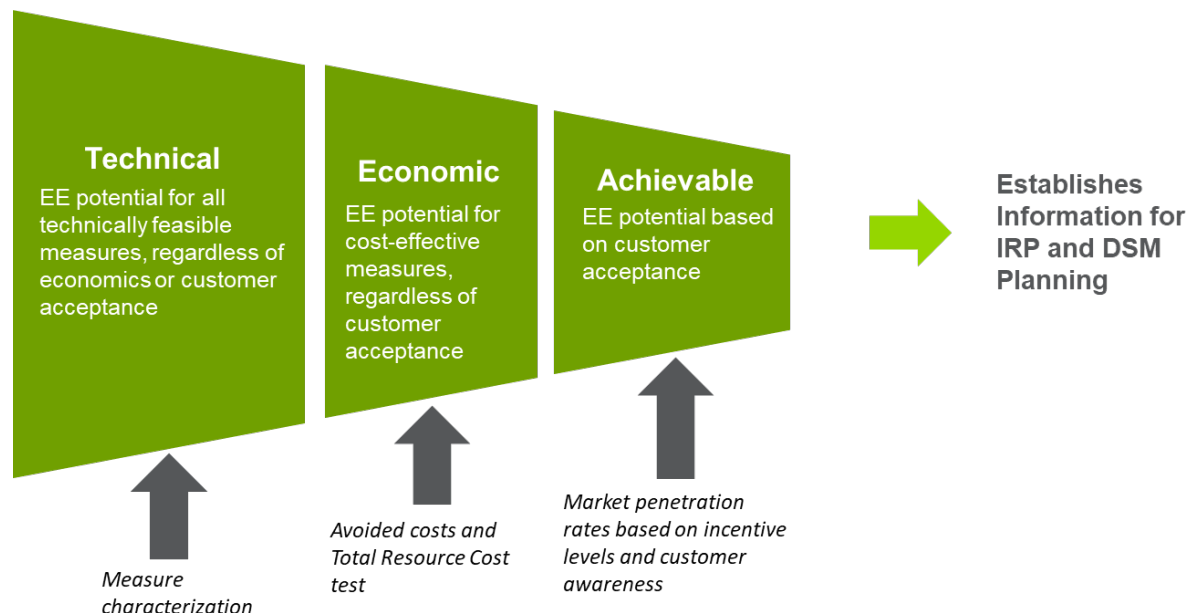 Technical
EE potential for all
technically feasible
measures, regardless of
economics or customer
acceptance
Economic
EE potential for
cost-effective
measures,
regardless of
customer
acceptance
Achievable
EE potential based
on customer
acceptance
Establishes
Information for
IRP and DSM
Planning
Measure
characterization
Avoided costs and
Total Resource Cost
test
Market penetration
rates based on incentive
levels and customer
awareness